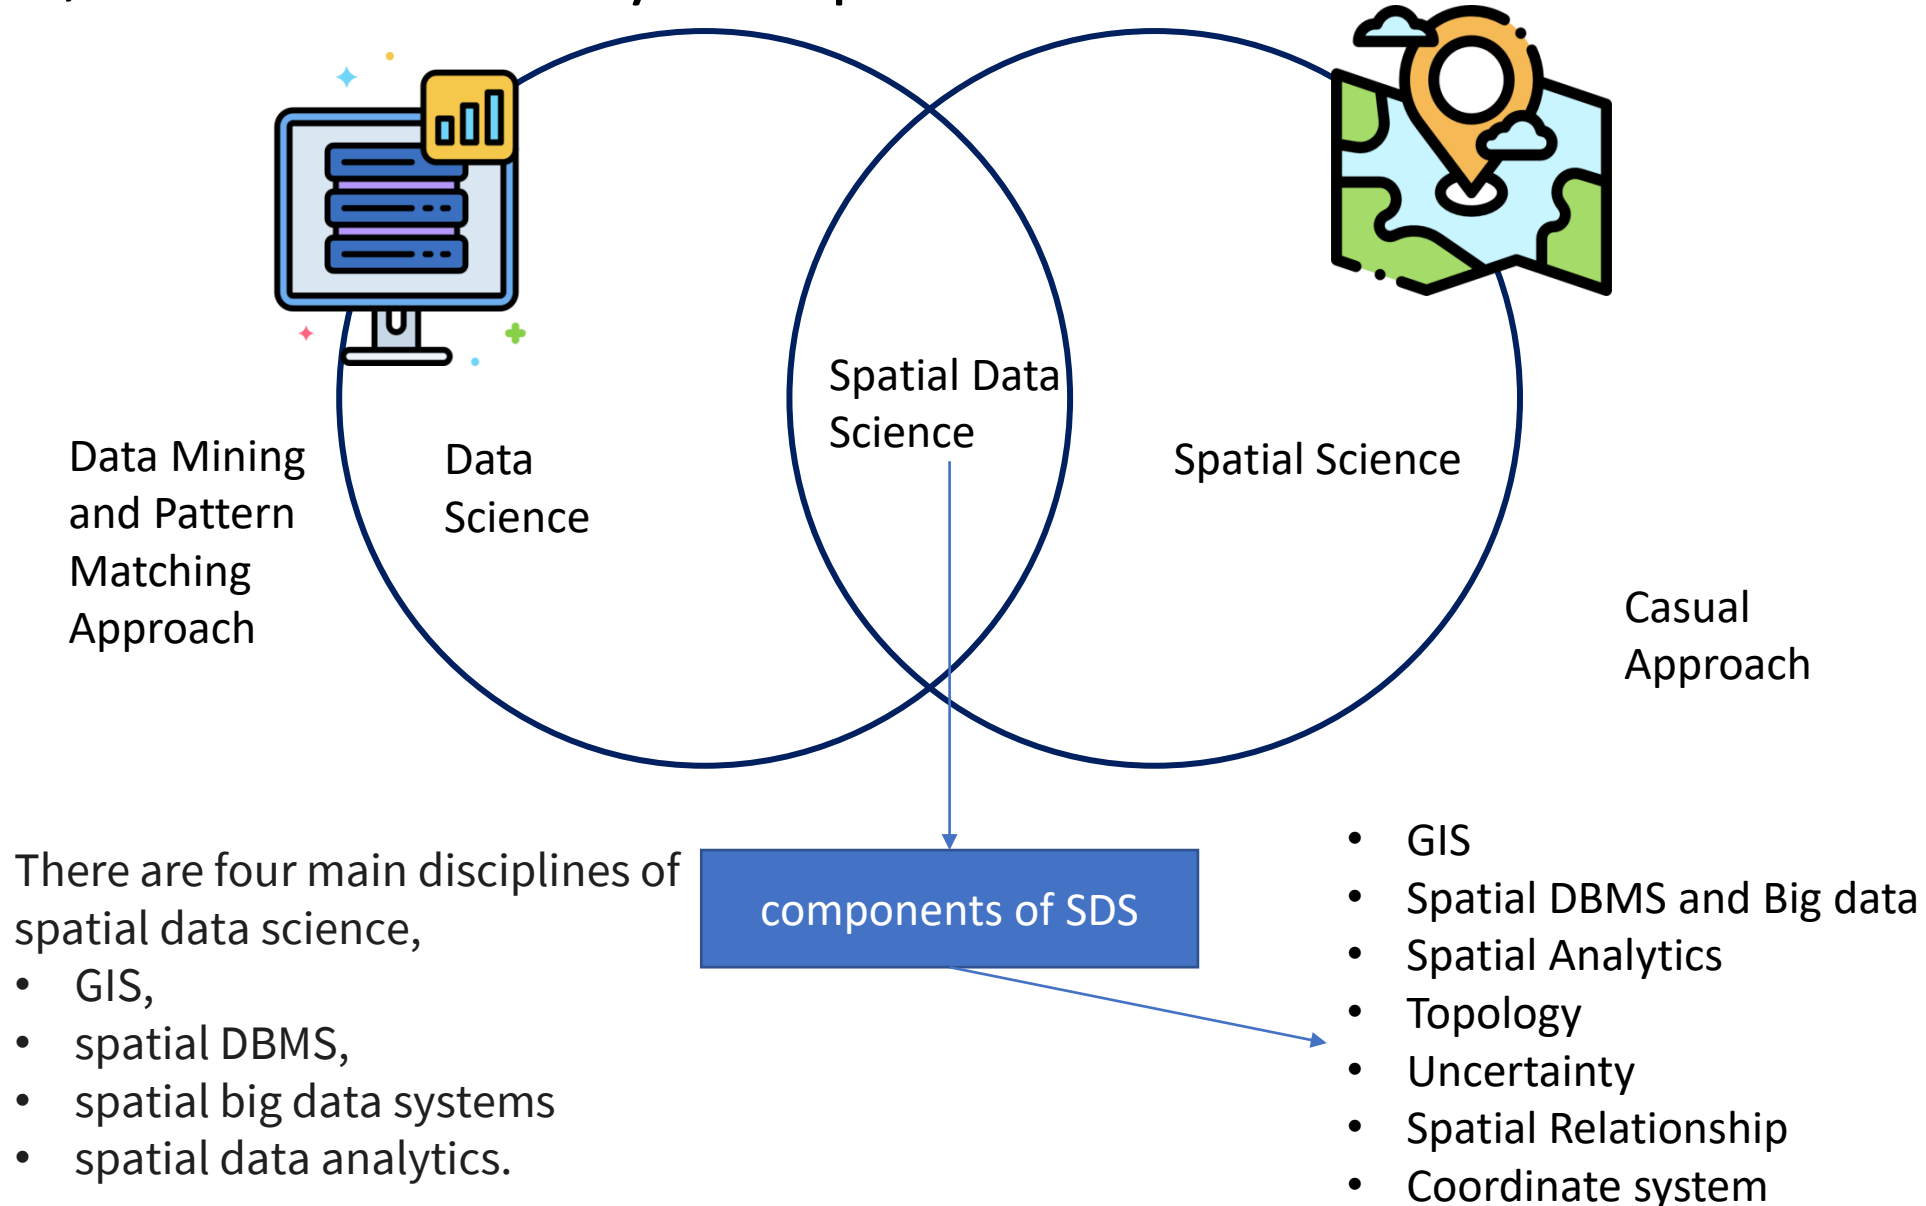 Spatial Data
Science
Data Mining
and Pattern
Matching
Approach
Data
Science
Spatial Science
Casual
Approach
There are four main disciplines of
spatial data science,
• GIS,
• spatial DBMS,
• spatial big data systems
• spatial data analytics.
components of SDS
• GIS
• Spatial DBMS and Big data
• Spatial Analytics
• Topology
• Uncertainty
• Spatial Relationship
• Coordinate system